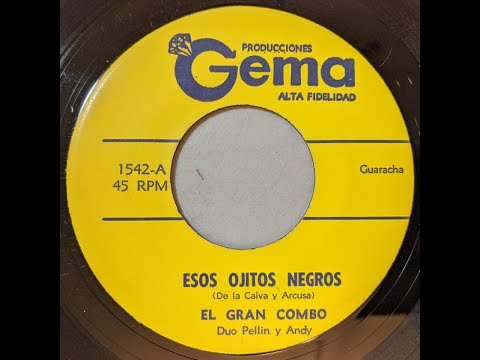 PRODUCCIONES
Gema
ALTA FIDELIDAD
1542-A
45 RPM
Guaracha
ESOS OJITOS NEGROS
(De la Calva y Arcusa)
EL GRAN COMBO
Duo Pellin y Andy